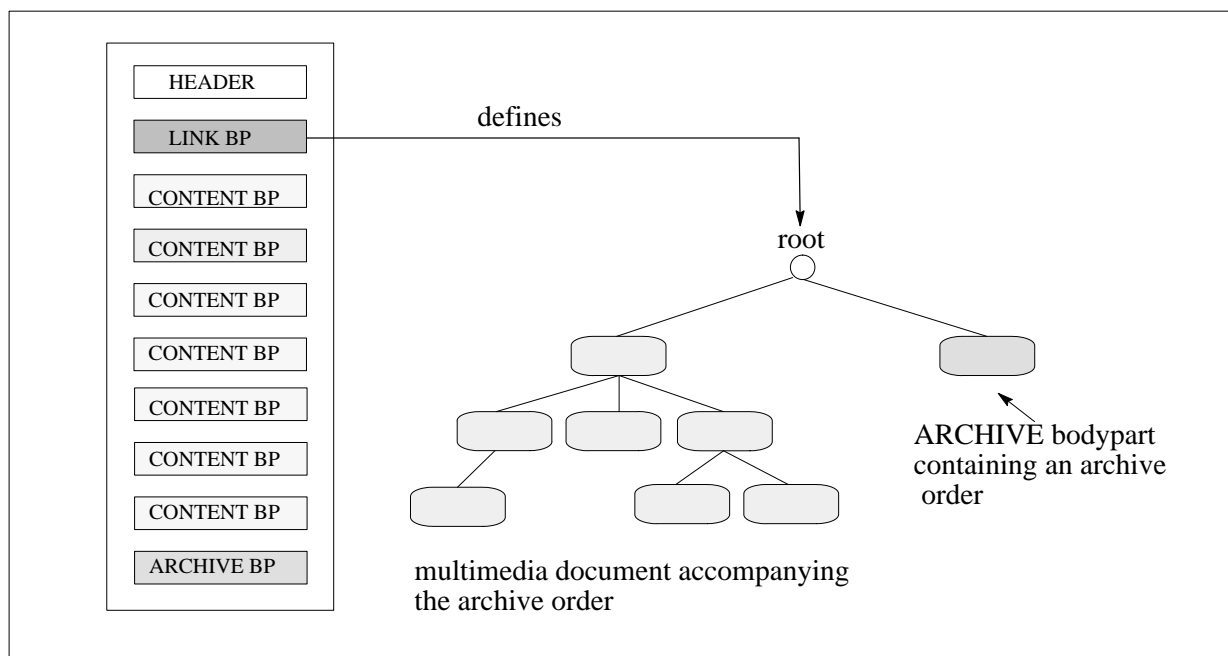 HEADER
LINK BP
CONTENT BP
CONTENT BP
CONTENT BP
CONTENT BP
CONTENT BP
CONTENT BP
CONTENT BP
ARCHIVE BP
defines
root
ARCHIVE bodypart
containing an archive
order
multimedia document accompanying
the archive order